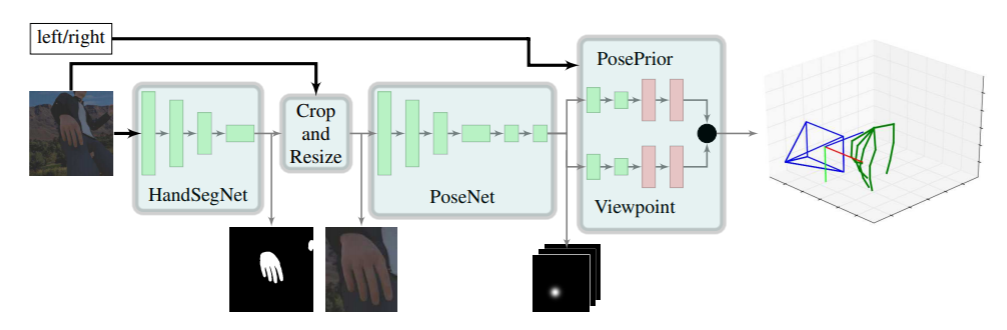 left/right
PosePrior
Crop
and
Resize
HandSegNet
PoseNet
Viewpoint